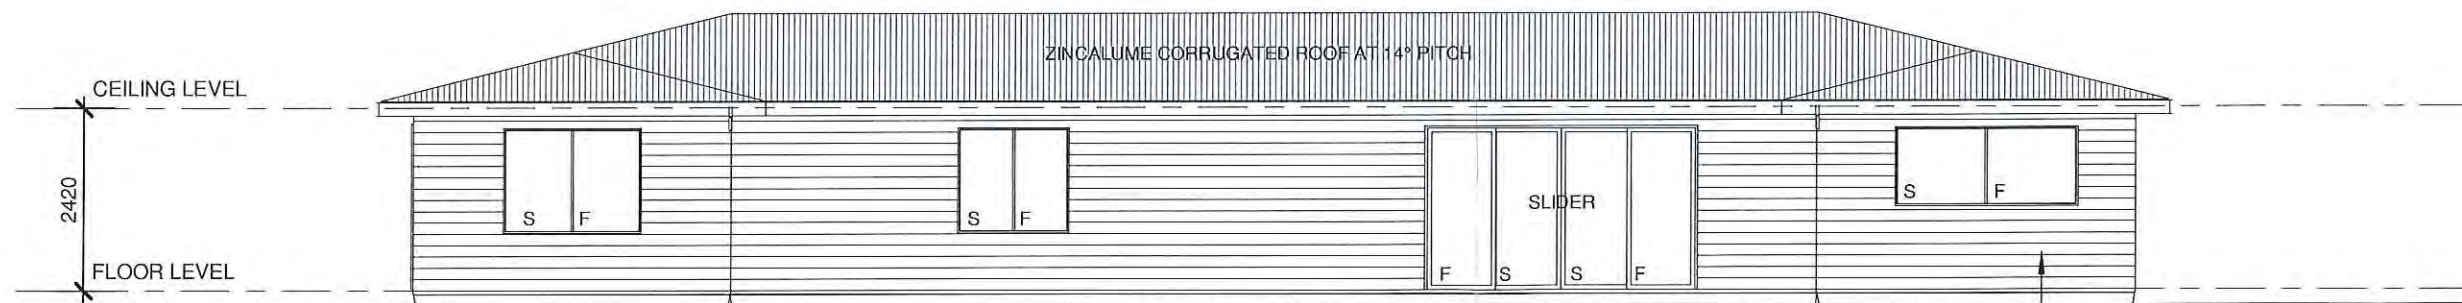 ZINCALUME CORRUGATED ROOF AT 14° PITCH
CEILING LEVEL
2420
S F
S F
SLIDER
S F
FLOOR LEVEL
F S S F